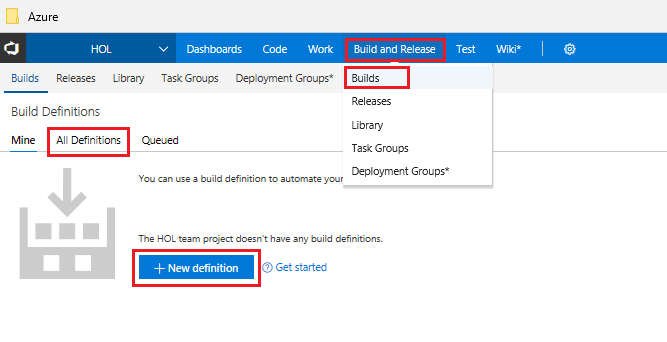 Azure
HOL Dashboards Code Work Build and Release Test Wiki*
Builds Releases Library Task Groups Deployment Groups*
Builds
Releases
Library
Task Groups
Deployment Groups*
Build Definitions
Mine All Definitions Queued
You can use a build definition to automate your
The HOL team project doesn't have any build definitions.
+ New definition ? Get started